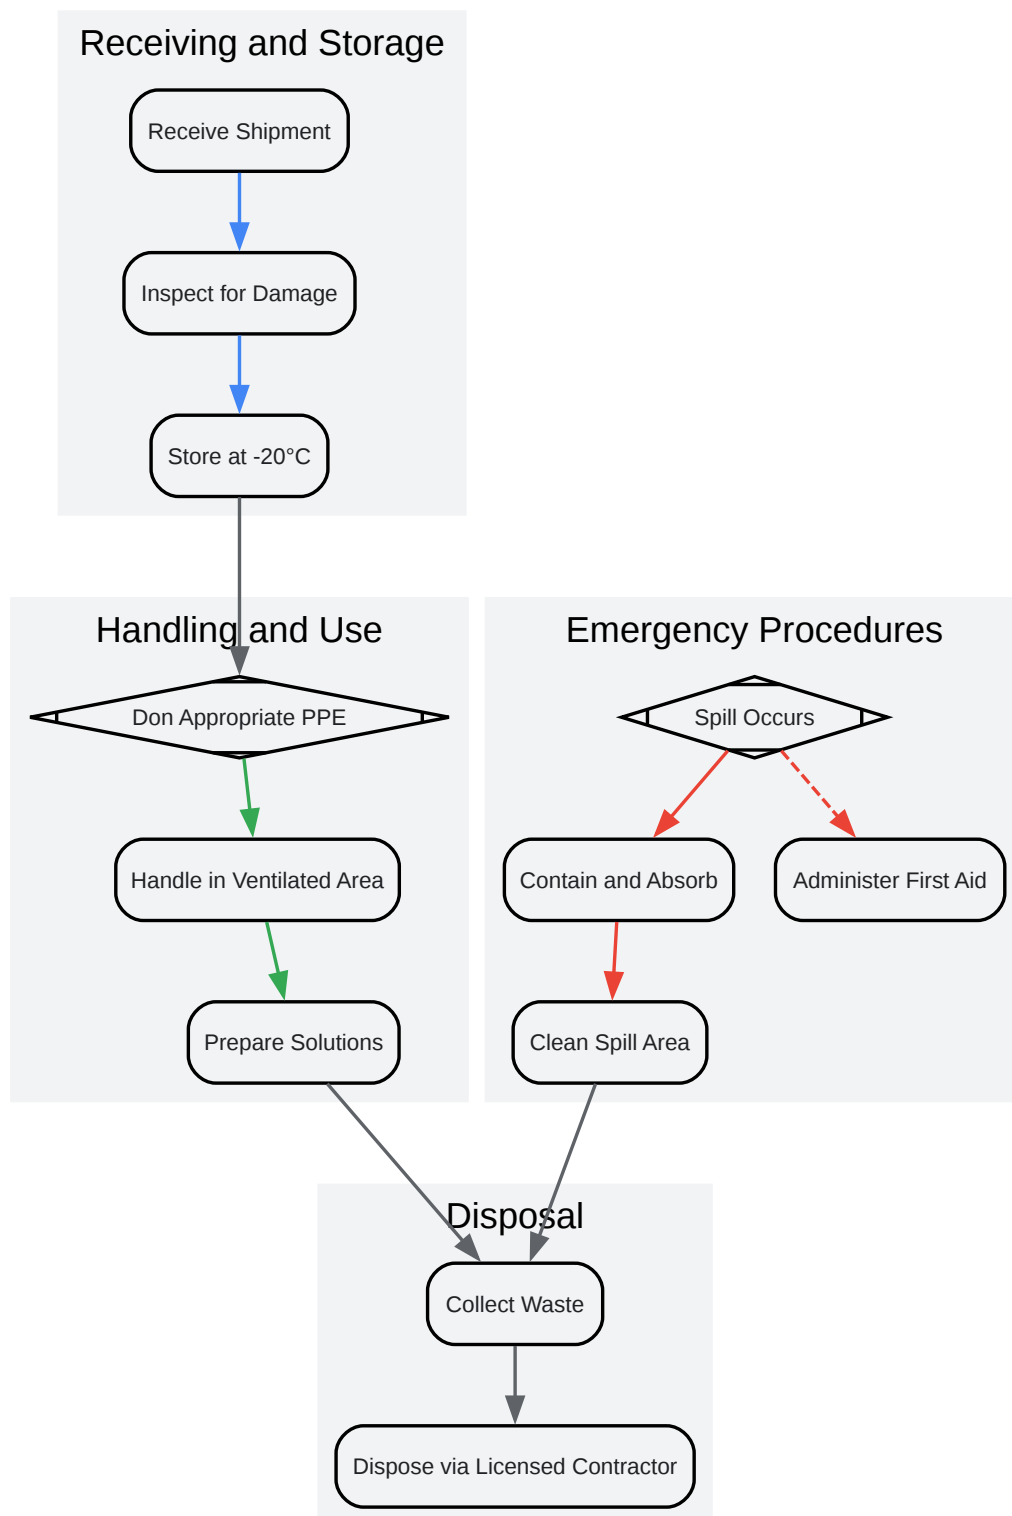 Receiving and Storage
Receive Shipment
Inspect for Damage
Store at -20°C
Handling and Use
Don Appropriate PPE
Handle in Ventilated Area
Prepare Solutions
Emergency Procedures
Spill Occurs
Contain and Absorb
Administer First Aid
Clean Spill Area
Disposal
Collect Waste
Dispose via Licensed Contractor